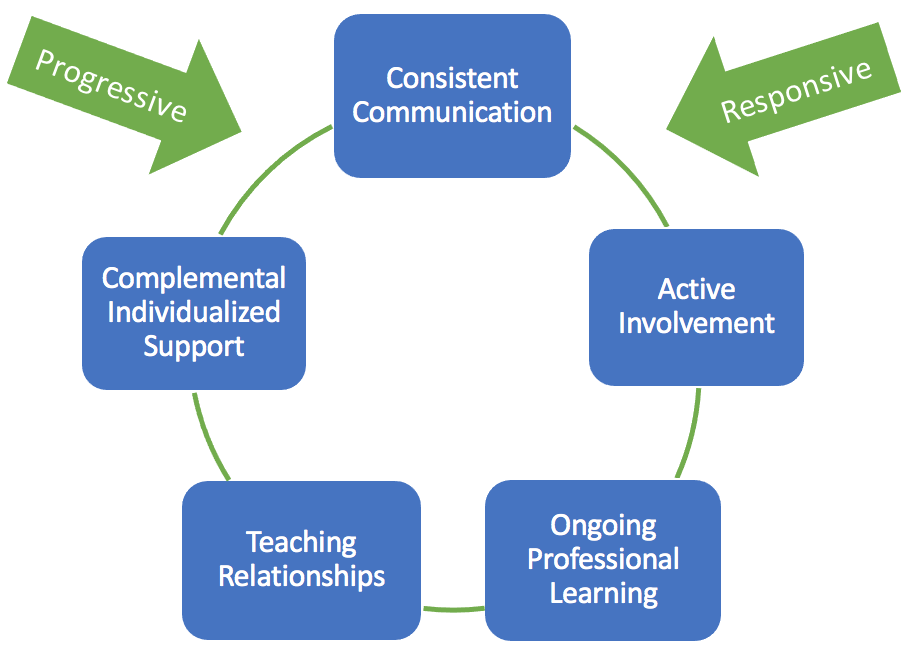 Progressive
Responsive
Consistent
Communication
Complemental
Individualized
Support
Active
Involvement
Teaching
Relationships
Ongoing
Professional
Learning